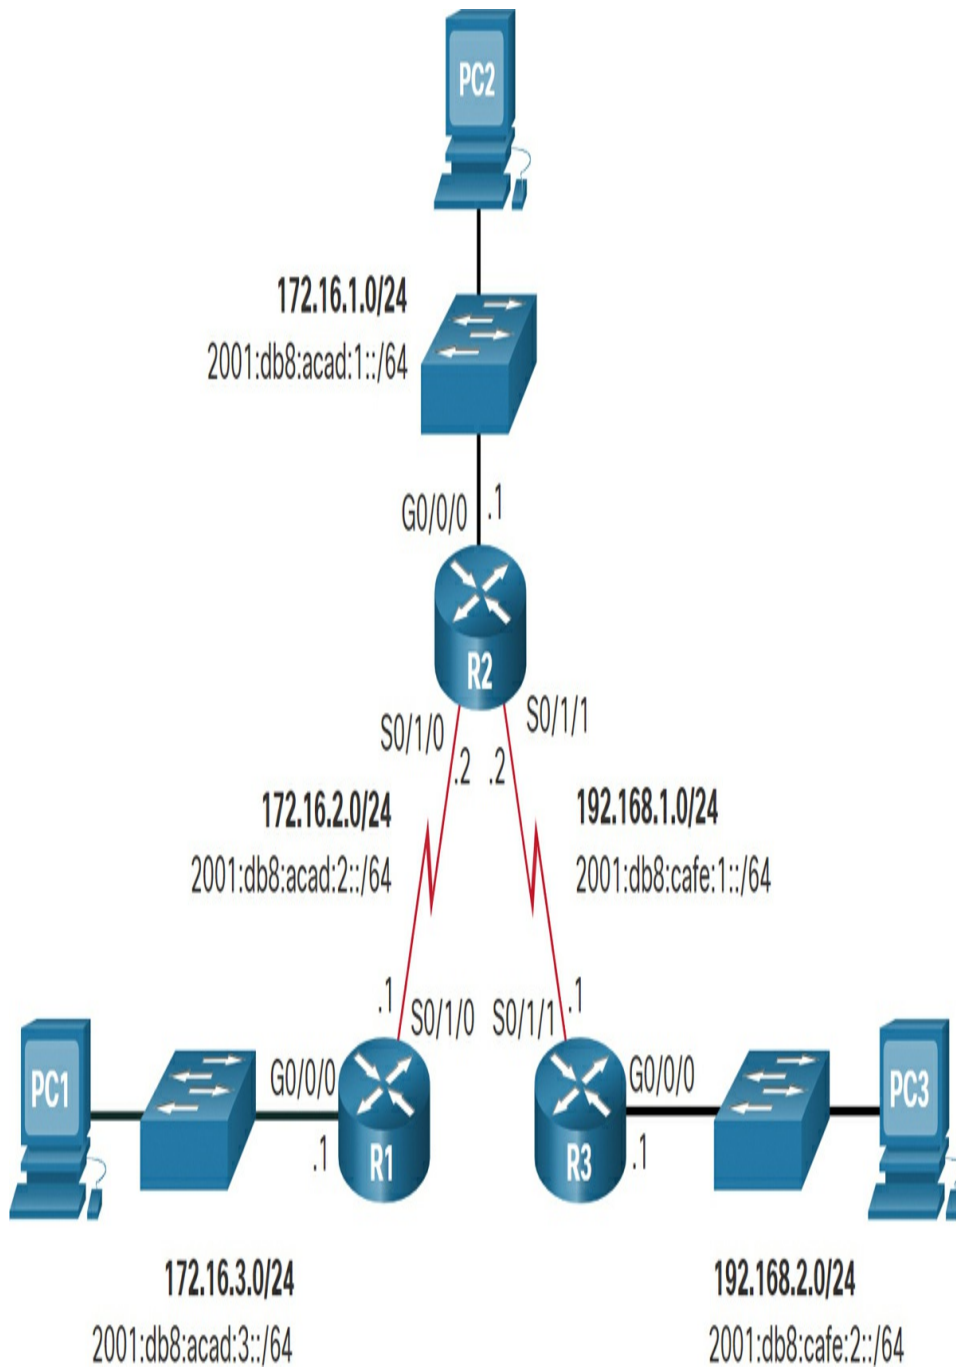 PC2
172.16.1.0/24
2001:db8:acad:1::/64
G0/0/0 .1
R2
S0/1/0 S0/1/1
.2 .2
172.16.2.0/24 192.168.1.0/24
2001:db8:acad:2::/64 2001:db8:cafe:1::/64
.1 .1
S0/1/0 S0/1/1
PC1 G0/0/0 G0/0/0 PC3
.1 R1 R3 .1
172.16.3.0/24 192.168.2.0/24
2001:db8:acad:3::/64 2001:db8:cafe:2::/64